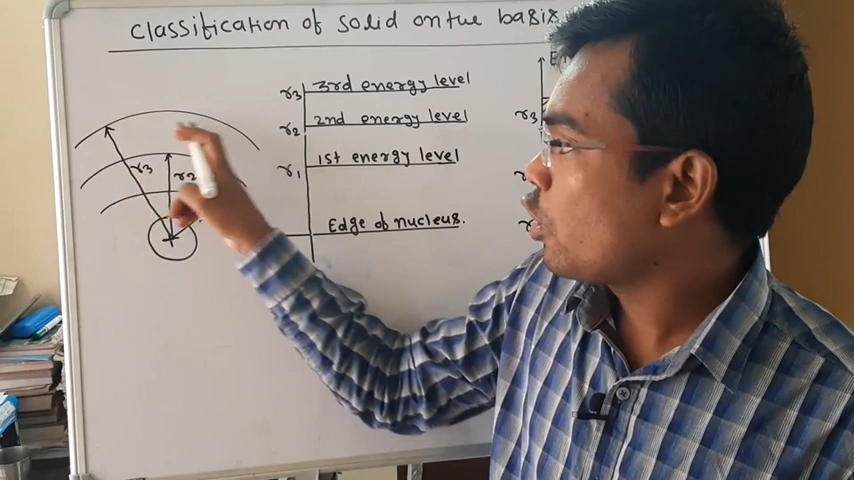 Classification of solid on the basis
r3 3rd energy level
r2 2nd energy level
r1 1st energy level
Edge of nucleus.
r3
r2
+
E
r3